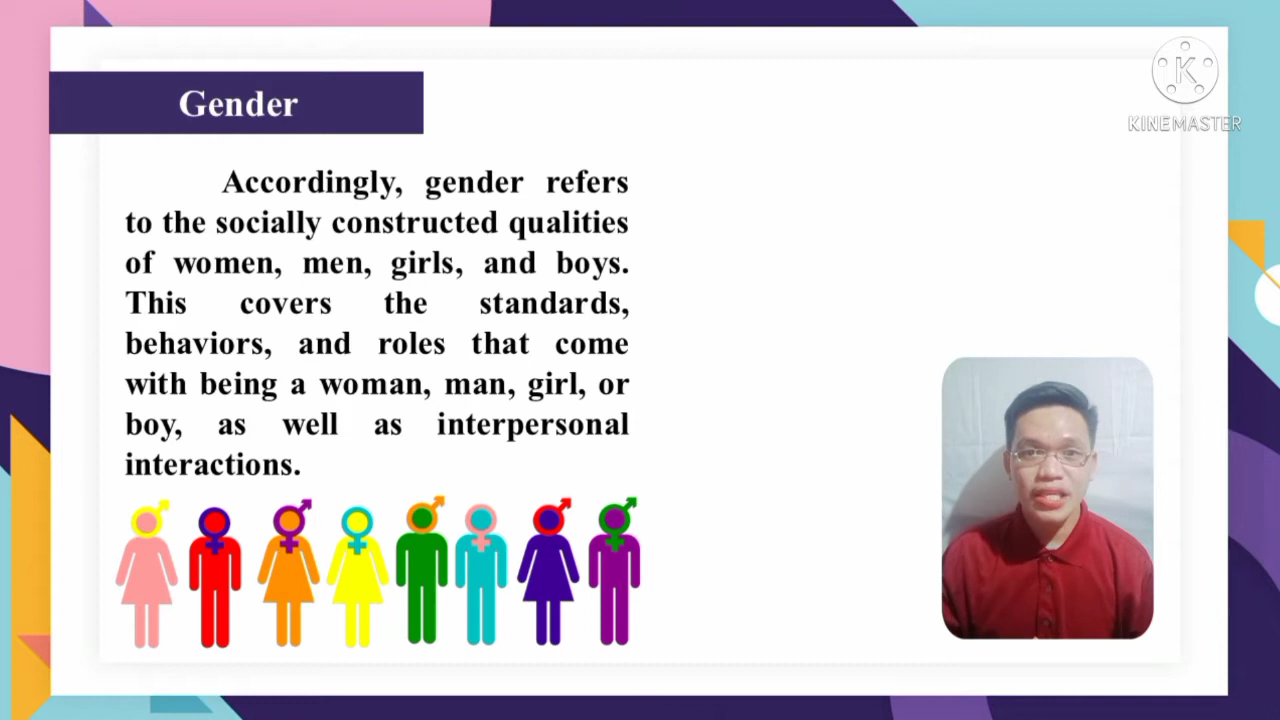 Gender
K
KINEMASTER
Accordingly, gender refers
to the socially constructed qualities
of women, men, girls, and boys.
This covers the standards,
behaviors, and roles that come
with being a woman, man, girl, or
boy, as well as interpersonal
interactions.